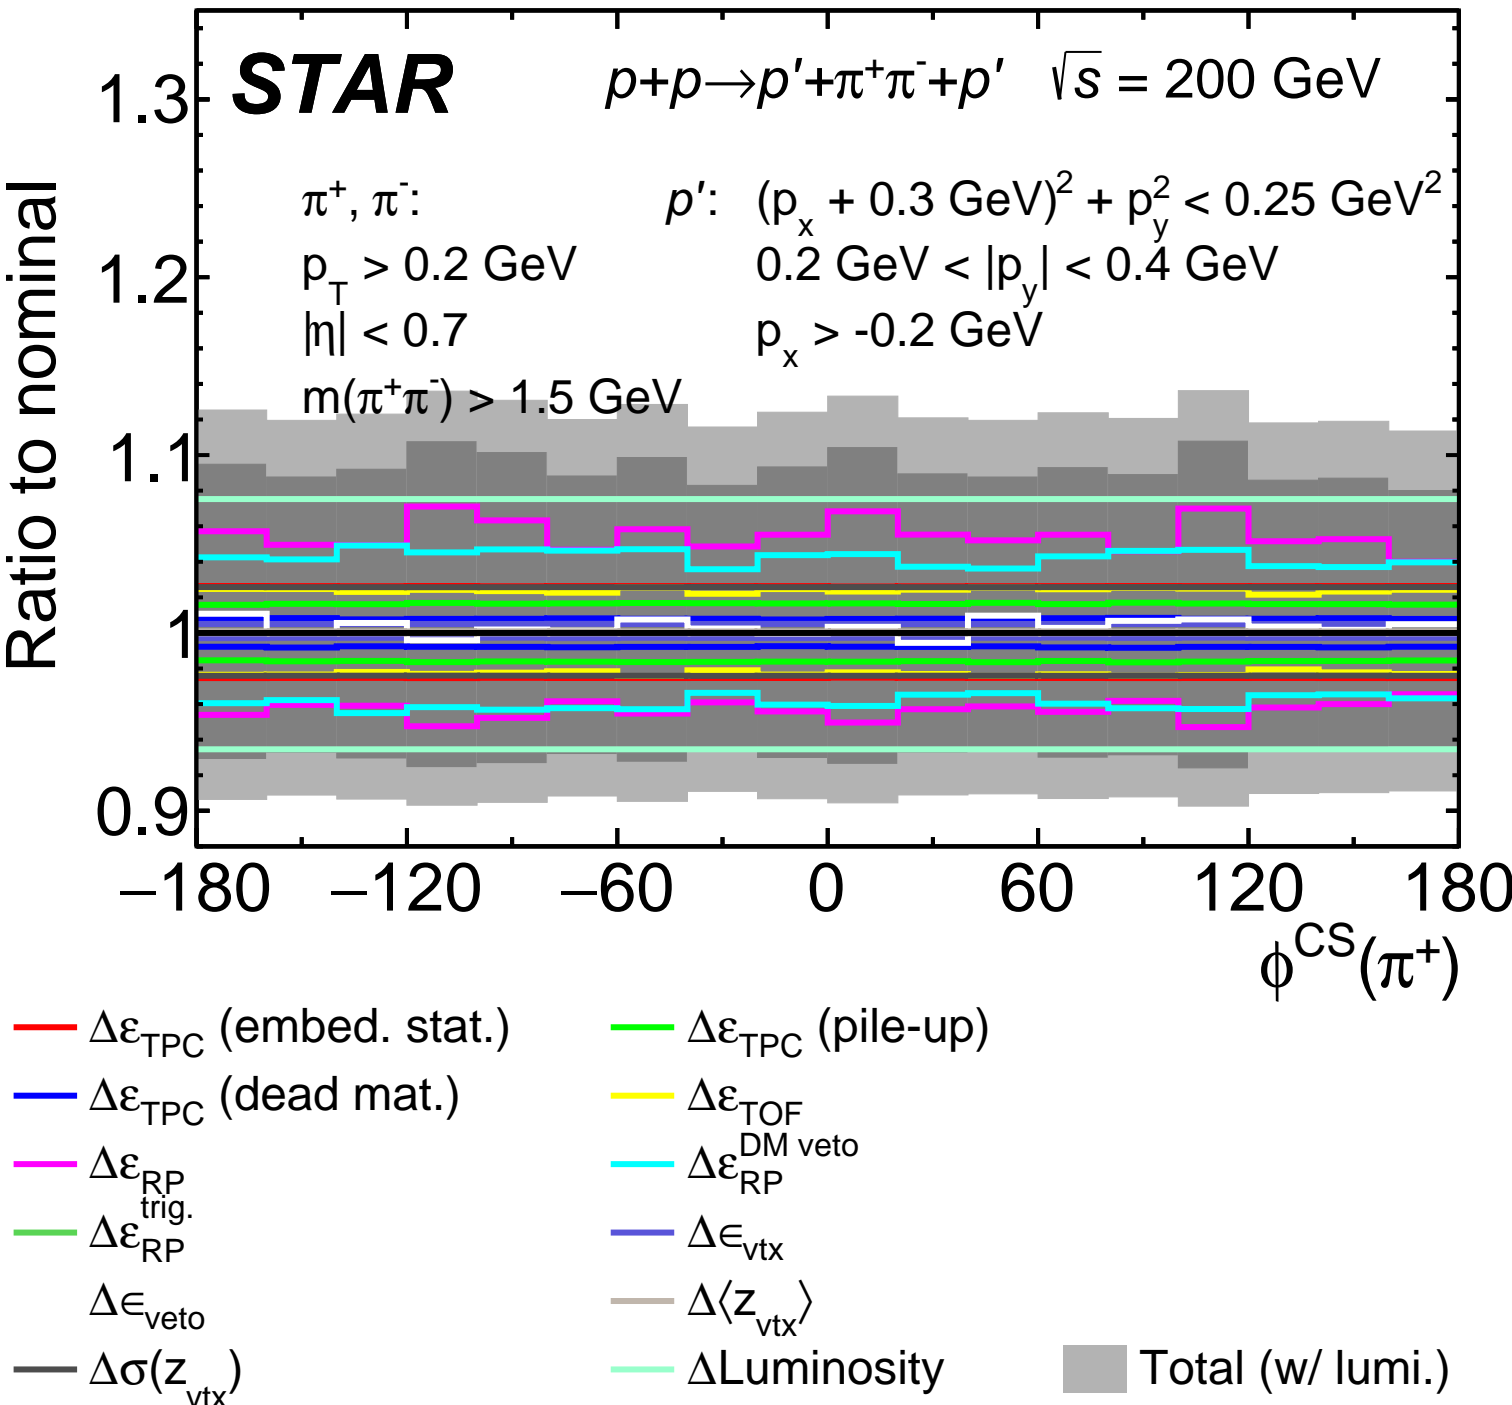 STAR p+p→p′+π⁺π⁻+p′ √s = 200 GeV
π⁺, π⁻: p′: (pₓ + 0.3 GeV)² + p_y² < 0.25 GeV²
p_T > 0.2 GeV 0.2 GeV < |p_y| < 0.4 GeV
|η| < 0.7 pₓ > -0.2 GeV
m(π⁺π⁻) > 1.5 GeV
Ratio to nominal
1.3
1.2
1.1
1
0.9
−180 −120 −60 0 60 120 180
ϕ^CS(π⁺)
Δε_TPC (embed. stat.) Δε_TPC (pile-up)
Δε_TPC (dead mat.) Δε_TOF
Δε_RP Δε_RP^DM veto
Δε_RP^trig. Δ∈_vtx
Δ∈_veto Δ⟨z_vtx⟩
Δσ(z_vtx) ΔLuminosity Total (w/ lumi.)